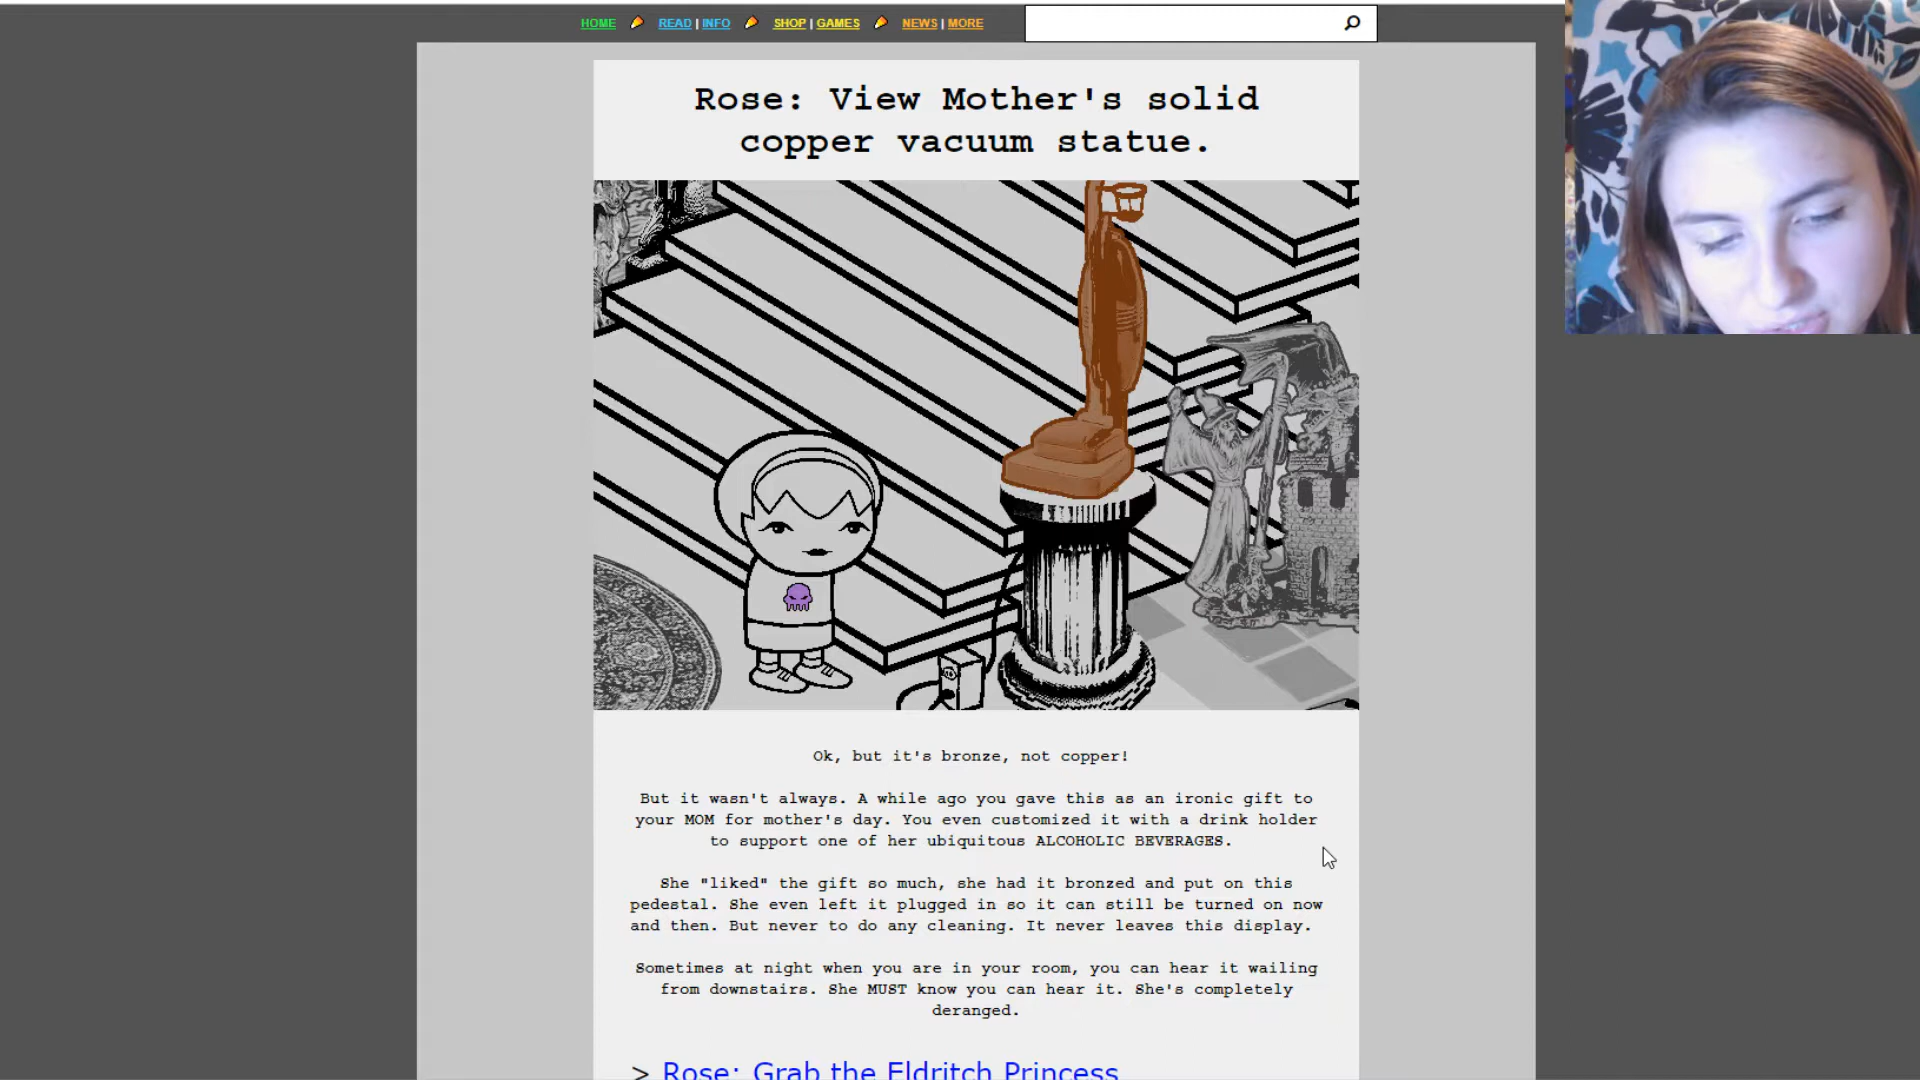 HOME READ | INFO SHOP | GAMES NEWS | MORE
Rose: View Mother's solid
copper vacuum statue.
Ok, but it's bronze, not copper!
But it wasn't always. A while ago you gave this as an ironic gift to
your MOM for mother's day. You even customized it with a drink holder
to support one of her ubiquitous ALCOHOLIC BEVERAGES.
She "liked" the gift so much, she had it bronzed and put on this
pedestal. She even left it plugged in so it can still be turned on now
and then. But never to do any cleaning. It never leaves this display.
Sometimes at night when you are in your room, you can hear it wailing
from downstairs. She MUST know you can hear it. She's completely
deranged.
> Rose: Grab the Eldritch Princess